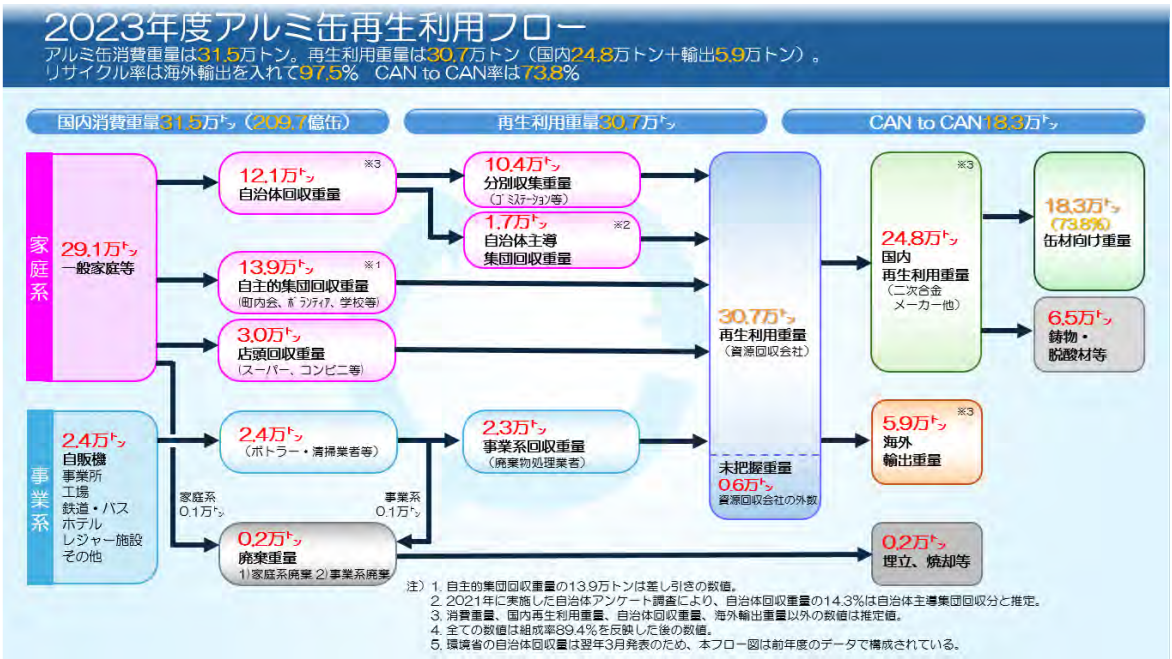 2023年度アルミ缶再生利用フロー
アルミ缶消費重量は31.5万トン。再生利用重量は30.7万トン（国内24.8万トン＋輸出5.9万トン）。
リサイクル率は海外輸出を入れて97.5%　CAN to CAN率は73.8%
国内消費重量31.5万㌧（209.7億缶）
再生利用重量30.7万㌧
CAN to CAN18.3万㌧
家庭系
29.1万㌧
一般家庭等
12.1万㌧
※3
自治体回収重量
13.9万㌧
※1
自主的集団回収重量
(町内会、ボランティア、学校等)
3.0万㌧
店頭回収重量
(スーパー、コンビニ等)
10.4万㌧
分別収集重量
(ゴミステーション等)
1.7万㌧
※2
自治体主導
集団回収重量
30.7万㌧
再生利用重量
（資源回収会社）
未把握重量
0.6万㌧
資源回収会社の外数
※3
24.8万㌧
国内
再生利用重量
（二次合金
メーカー他）
18.3万㌧
(73.8%)
缶材向け重量
6.5万㌧
鋳物・
脱酸材等
事業系
2.4万㌧
自販機
事業所
工場
鉄道・バス
ホテル
レジャー施設
その他
2.4万㌧
（ボトラー・清掃業者等）
2.3万㌧
事業系回収重量
（廃棄物処理業者）
5.9万㌧
※3
海外
輸出重量
家庭系
0.1万㌧
事業系
0.1万㌧
0.2万㌧
廃棄重量
1)家庭系廃棄 2)事業系廃棄
0.2万㌧
埋立、焼却等
注）1. 自主的集団回収重量の13.9万トンは差し引きの数値。
2. 2021年に実施した自治体アンケート調査により、自治体回収重量の14.3%は自治体主導集団回収分と推定。
3. 消費重量、国内再生利用重量、自治体回収重量、海外輸出重量以外の数値は推定値。
4. 全ての数値は組成率89.4%を反映した後の数値。
5. 環境省の自治体回収量は翌年3月発表のため、本フロー図は前年度のデータで構成されている。